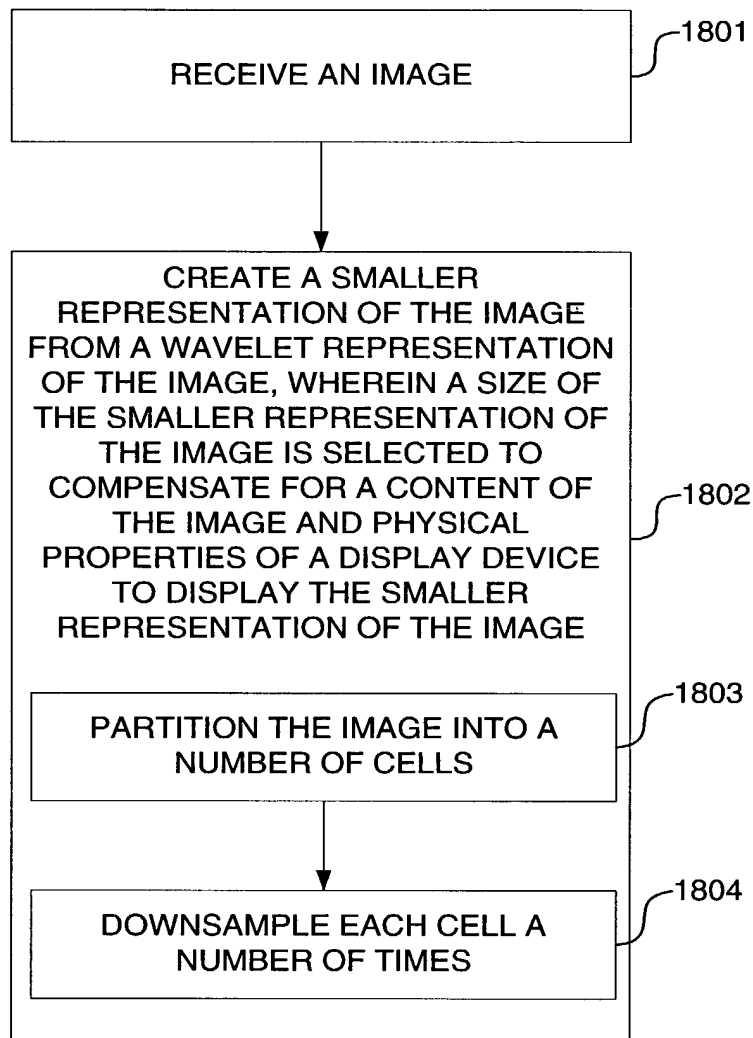 RECEIVE AN IMAGE
1801
CREATE A SMALLER
REPRESENTATION OF THE IMAGE
FROM A WAVELET REPRESENTATION
OF THE IMAGE, WHEREIN A SIZE OF
THE SMALLER REPRESENTATION OF
THE IMAGE IS SELECTED TO
COMPENSATE FOR A CONTENT OF
THE IMAGE AND PHYSICAL
PROPERTIES OF A DISPLAY DEVICE
TO DISPLAY THE SMALLER
REPRESENTATION OF THE IMAGE
1802
PARTITION THE IMAGE INTO A
NUMBER OF CELLS
1803
DOWNSAMPLE EACH CELL A
NUMBER OF TIMES
1804